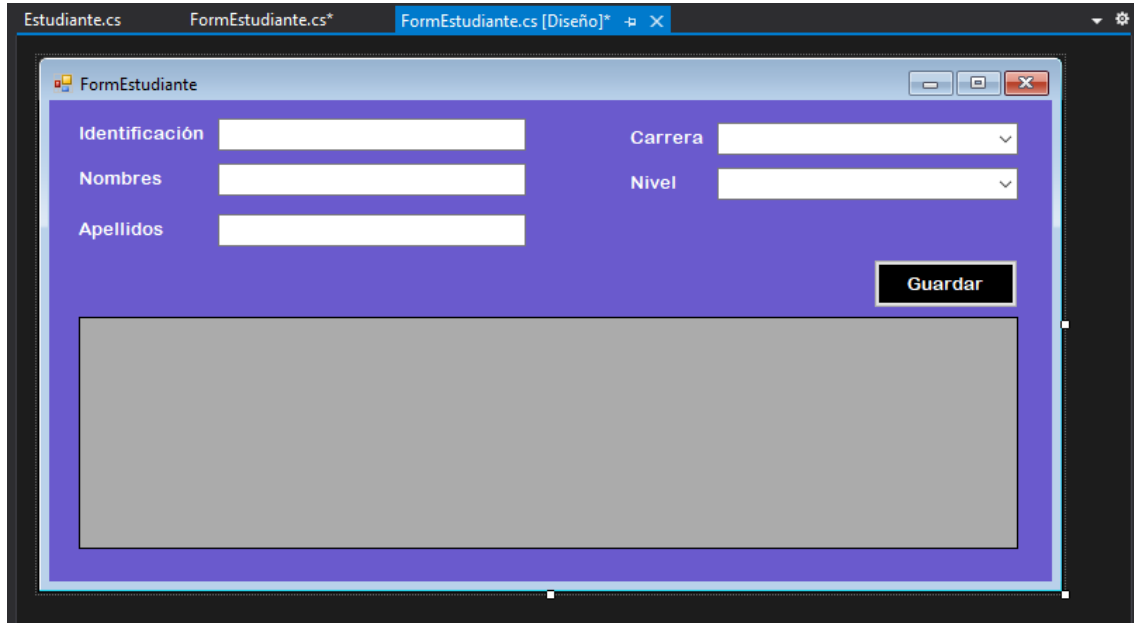 Estudiante.cs FormEstudiante.cs* FormEstudiante.cs [Diseño]*
FormEstudiante
Identificación
Carrera
Nombres
Nivel
Apellidos
Guardar